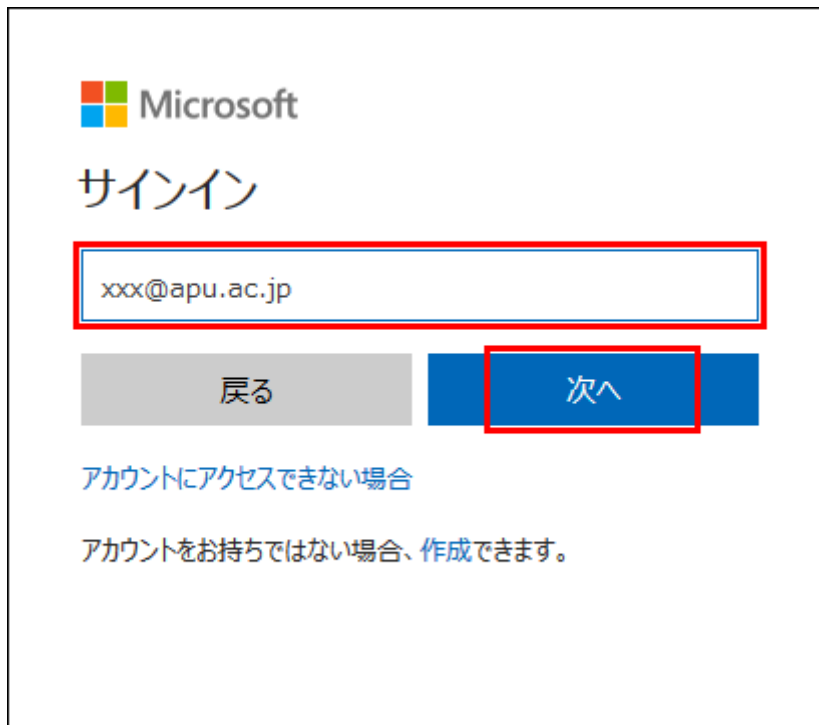 Microsoft
サインイン
xxx@apu.ac.jp
戻る
次へ
アカウントにアクセスできない場合
アカウントをお持ちではない場合、作成できます。